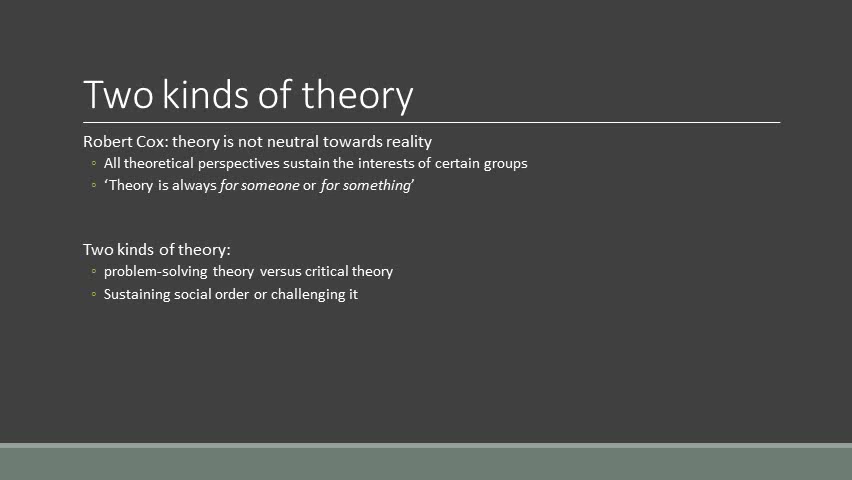 Two kinds of theory
Robert Cox: theory is not neutral towards reality
◦ All theoretical perspectives sustain the interests of certain groups
◦ ‘Theory is always for someone or for something’
Two kinds of theory:
◦ problem-solving theory versus critical theory
◦ Sustaining social order or challenging it